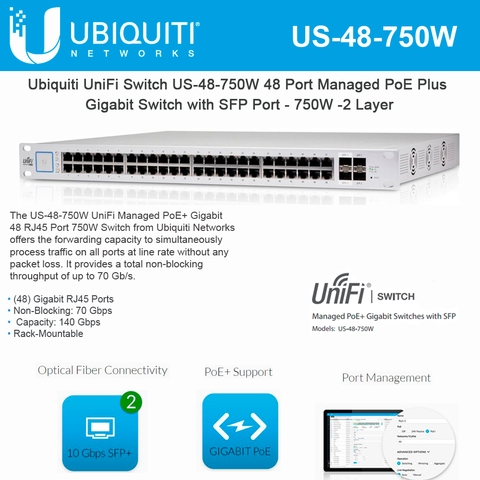 UBIQUITI
NETWORKS
US-48-750W
Ubiquiti UniFi Switch US-48-750W 48 Port Managed PoE Plus
Gigabit Switch with SFP Port - 750W -2 Layer
The US-48-750W UniFi Managed PoE+ Gigabit
48 RJ45 Port 750W Switch from Ubiquiti Networks
offers the forwarding capacity to simultaneously
process traffic on all ports at line rate without any
packet loss. It provides a total non-blocking
throughput of up to 70 Gb/s.
• (48) Gigabit RJ45 Ports
• Non-Blocking: 70 Gbps
• Capacity: 140 Gbps
• Rack-Mountable
UniFi | SWITCH
Managed PoE+ Gigabit Switches with SFP
Models: US-48-750W
Optical Fiber Connectivity
2
10 Gbps SFP+
PoE+ Support
GIGABIT PoE
Port Management